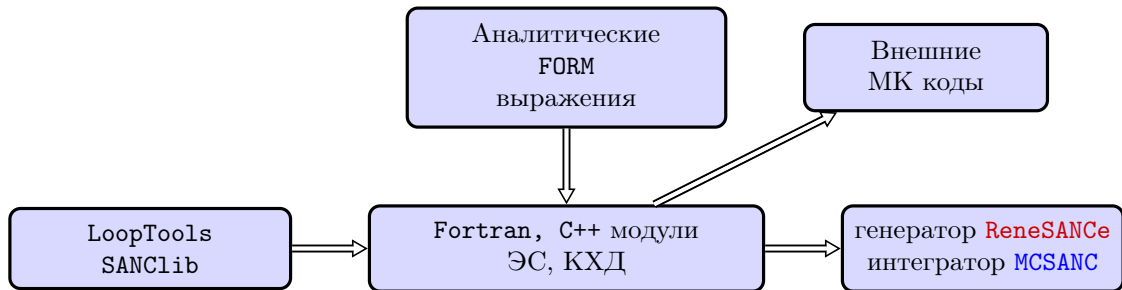 Аналитические
FORM
выражения
Внешние
МК коды
LoopTools
SANClib
Fortran, C++ модули
ЭС, КХД
генератор ReneSANCe
интегратор MCSANC